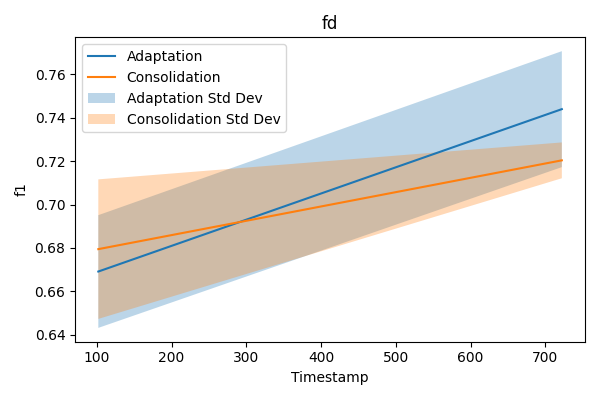 fd
f1
0.76
0.74
0.72
0.70
0.68
0.66
0.64
Adaptation
Consolidation
Adaptation Std Dev
Consolidation Std Dev
100 200 300 400 500 600 700
Timestamp